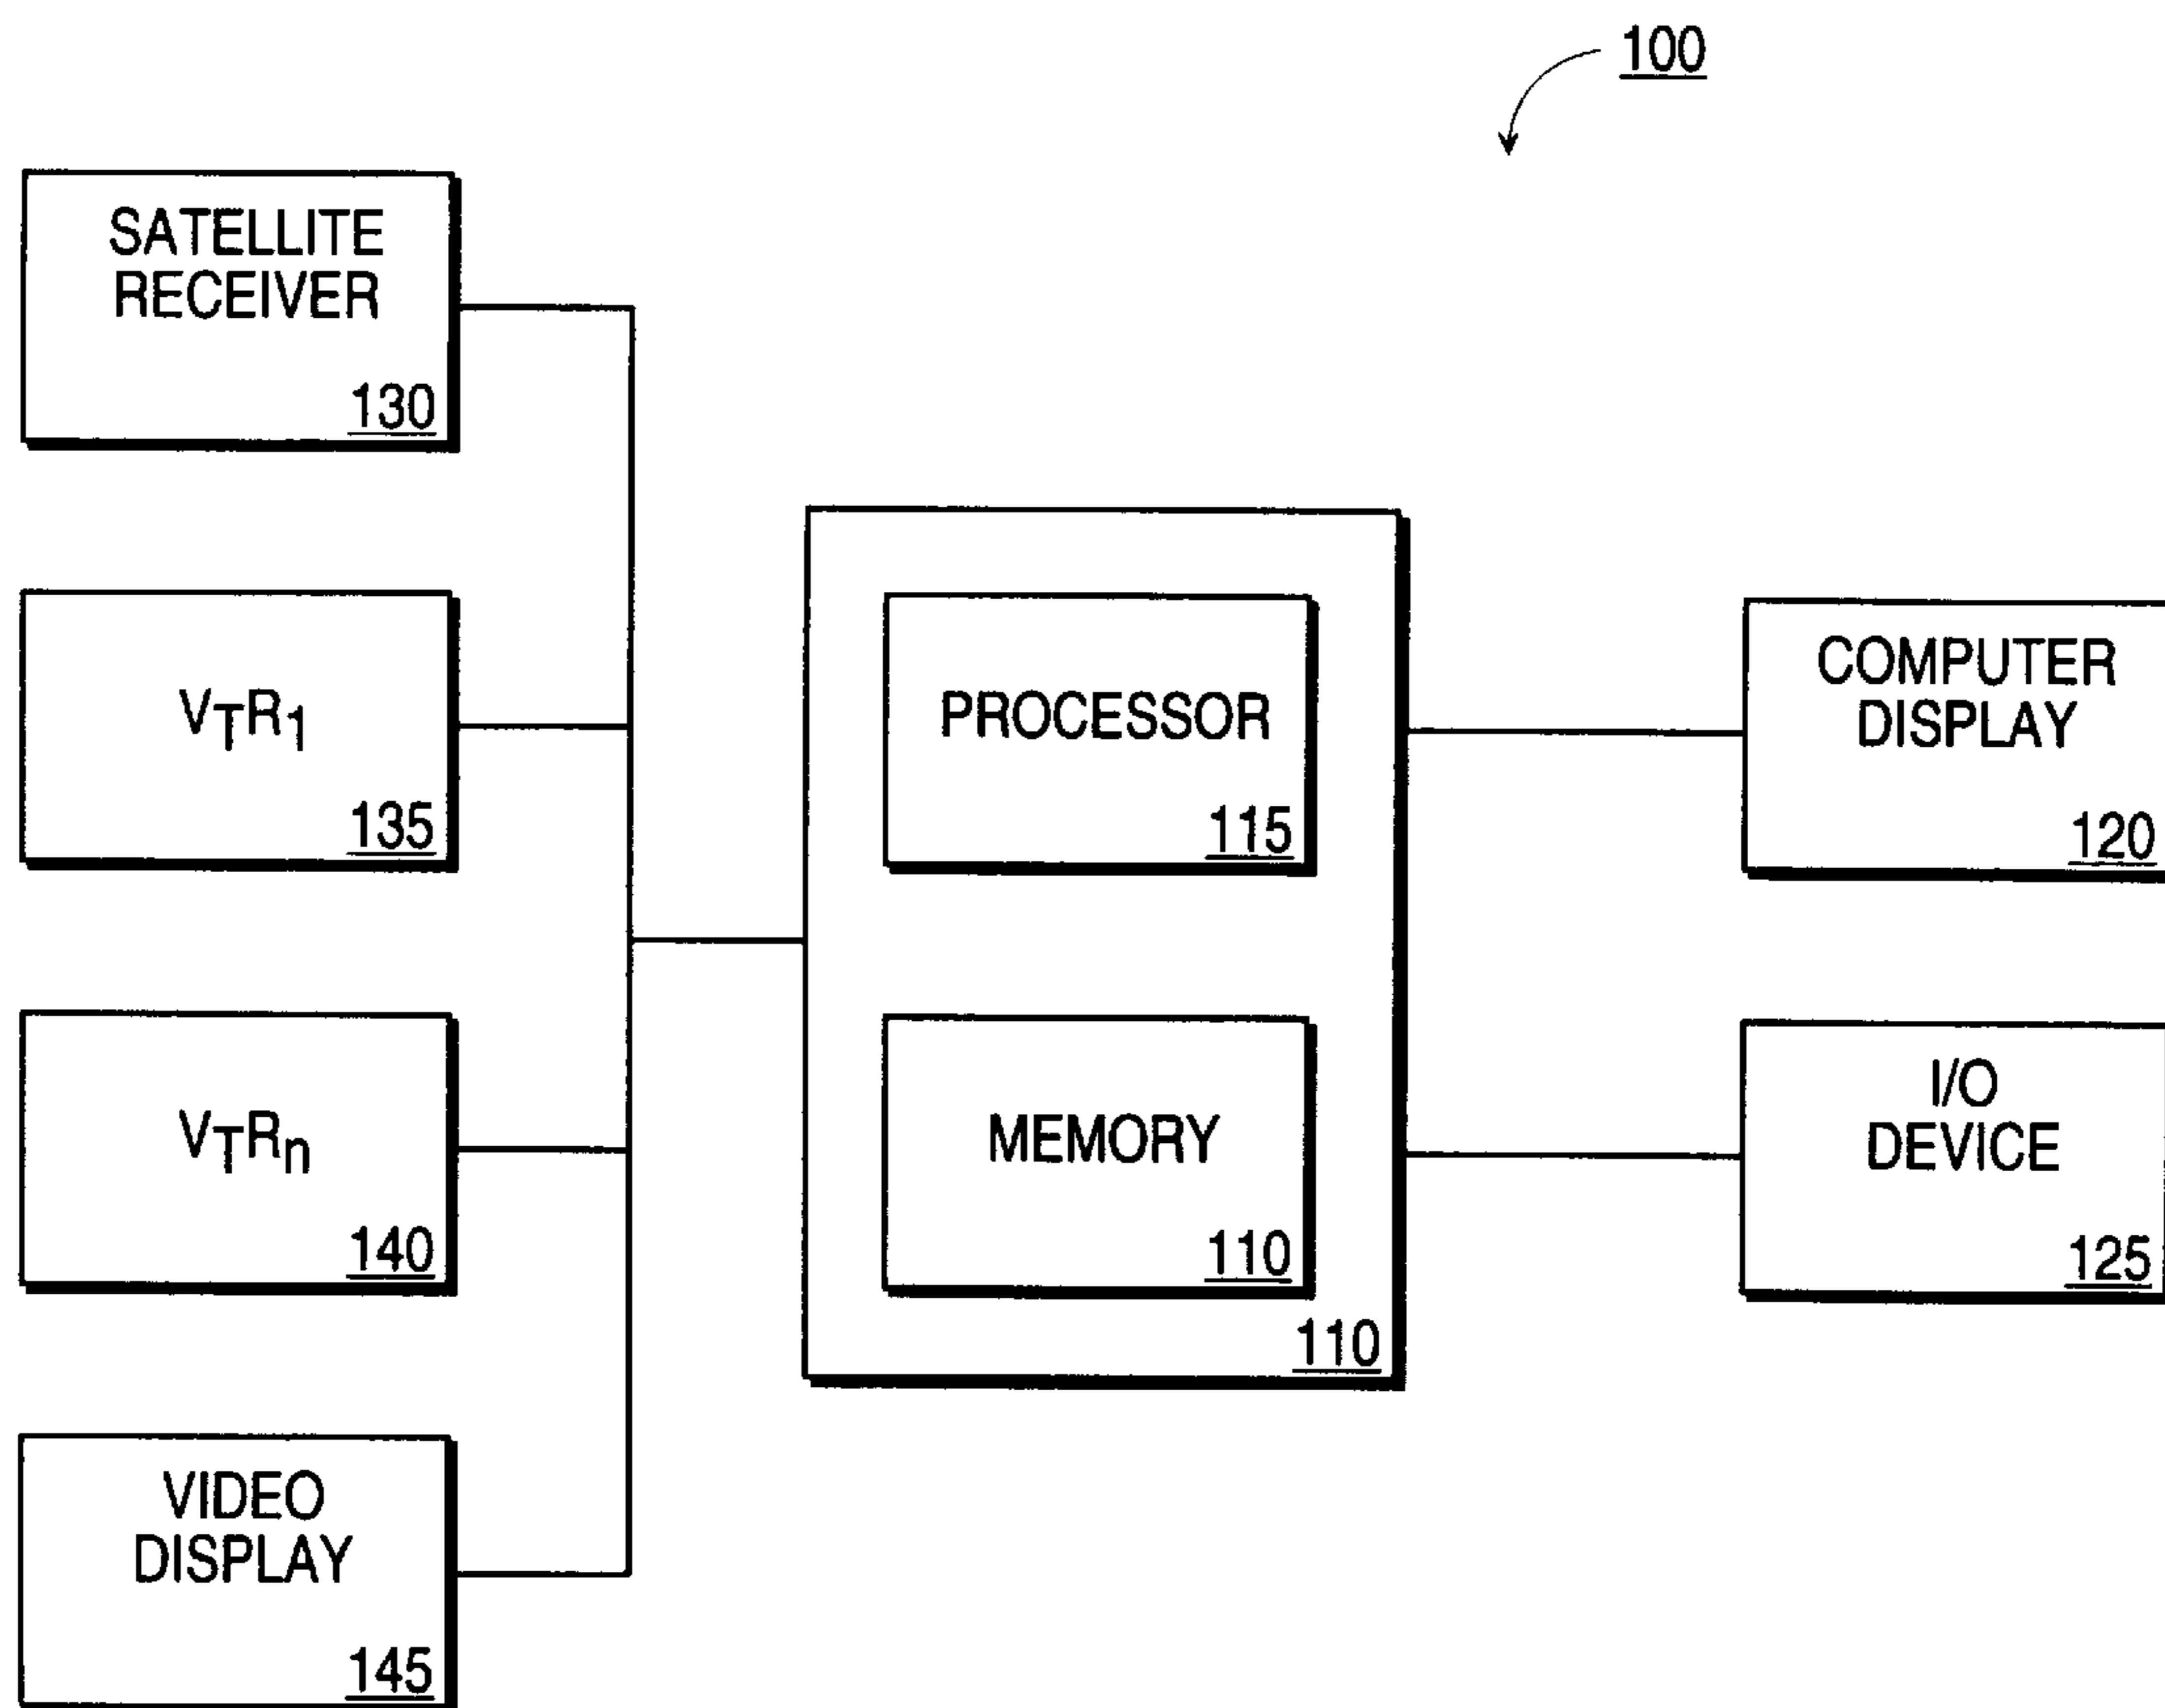 100
SATELLITE
RECEIVER
130
VTR1
135
VTRn
140
VIDEO
DISPLAY
145
PROCESSOR
115
MEMORY
110
110
COMPUTER
DISPLAY
120
I/O
DEVICE
125